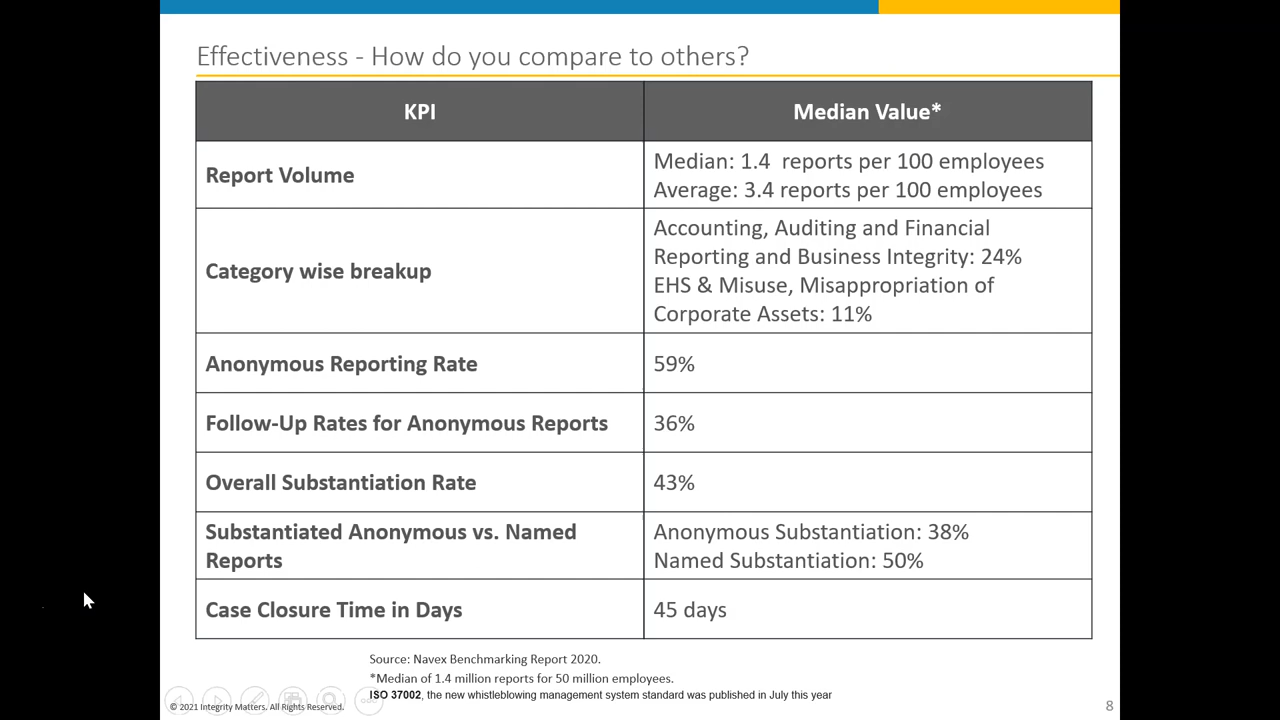 Effectiveness - How do you compare to others?
KPI
Median Value*
Report Volume
Median: 1.4 reports per 100 employees
Average: 3.4 reports per 100 employees
Category wise breakup
Accounting, Auditing and Financial
Reporting and Business Integrity: 24%
EHS & Misuse, Misappropriation of
Corporate Assets: 11%
Anonymous Reporting Rate
59%
Follow-Up Rates for Anonymous Reports
36%
Overall Substantiation Rate
43%
Substantiated Anonymous vs. Named
Reports
Anonymous Substantiation: 38%
Named Substantiation: 50%
Case Closure Time in Days
45 days
Source: Navex Benchmarking Report 2020.
*Median of 1.4 million reports for 50 million employees.
ISO 37002, the new whistleblowing management system standard was published in July this year
© 2021 Integrity Matters. All Rights Reserved.
8